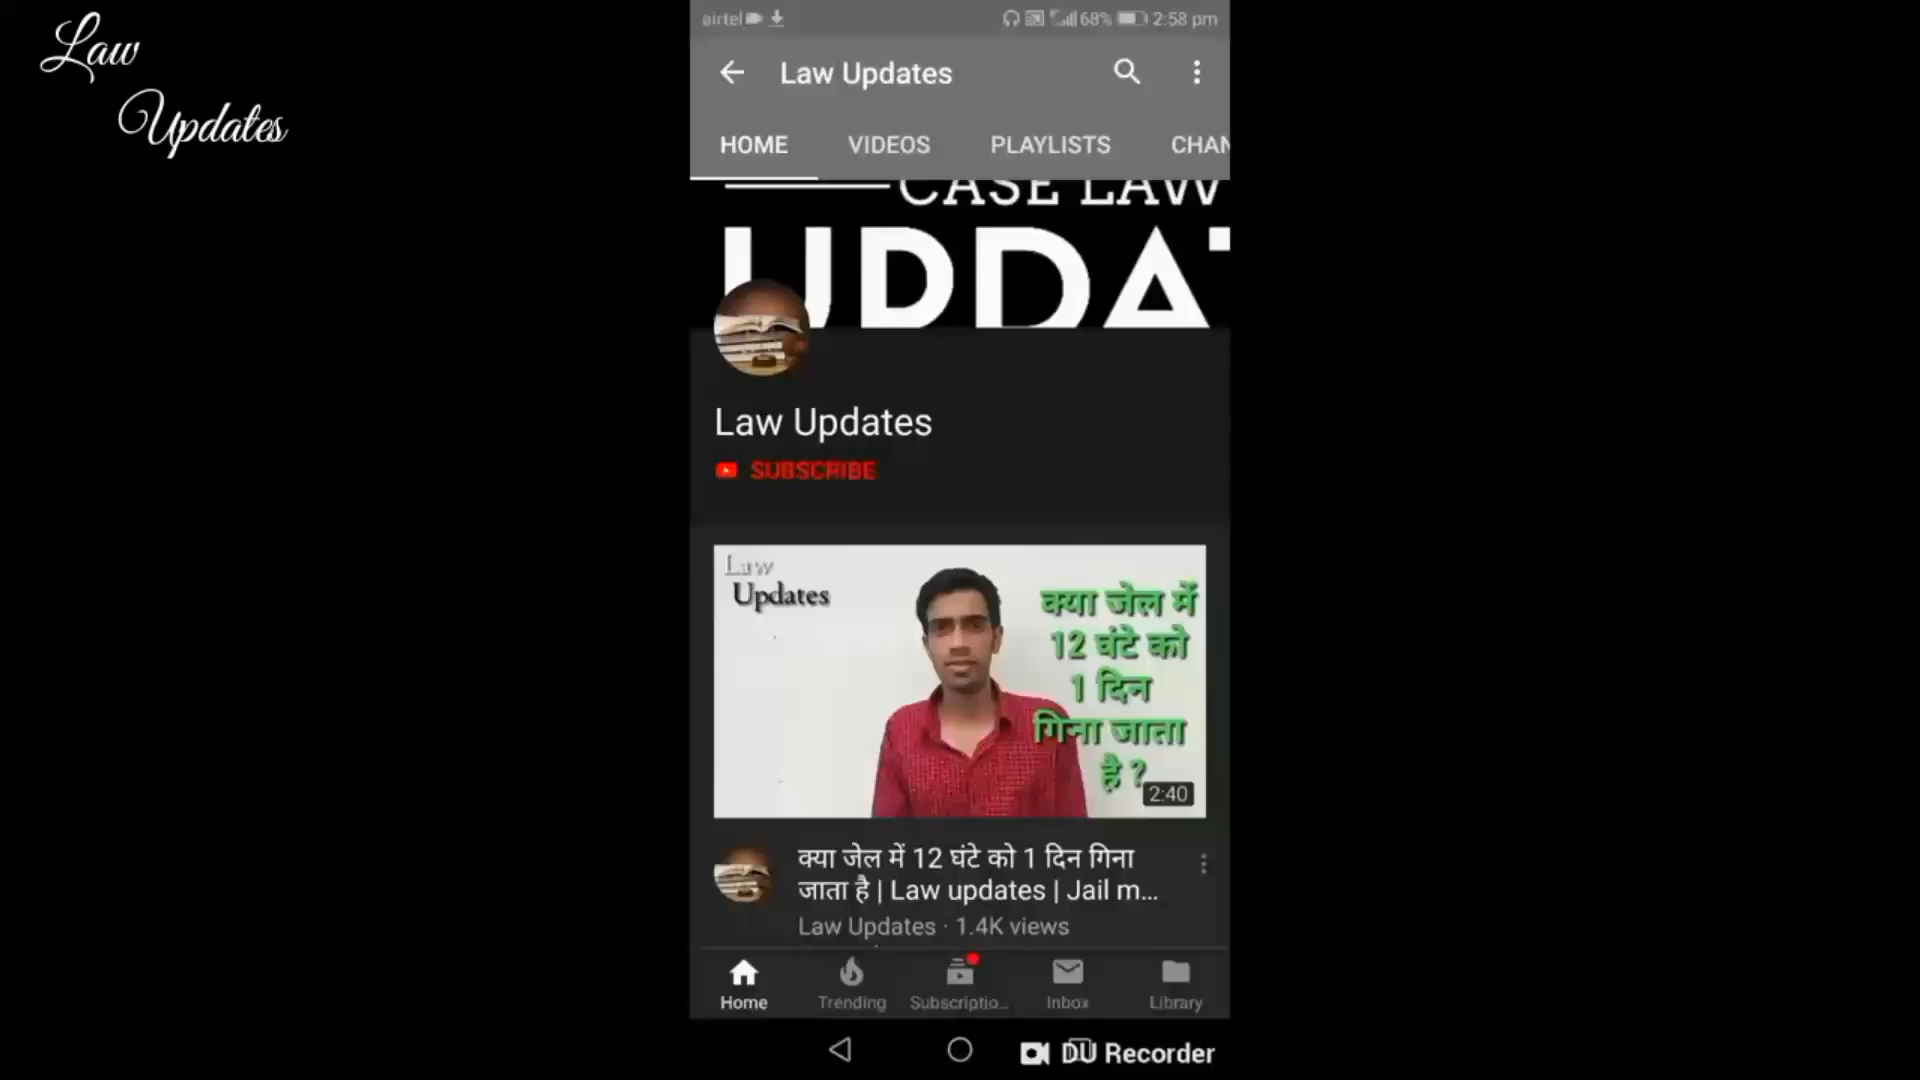 Law
Updates
airtel
68% 2:58 pm
Law Updates
HOME VIDEOS PLAYLISTS CHAN
CASE LAW
UPDAT
Law Updates
SUBSCRIBE
Law
Updates
क्या जेल में
12 घंटे को
1 दिन
गिना जाता
है ?
2:40
क्या जेल में 12 घंटे को 1 दिन गिना
जाता है | Law updates | Jail m...
Law Updates · 1.4K views
Home Trending Subscriptio... Inbox Library
DU Recorder